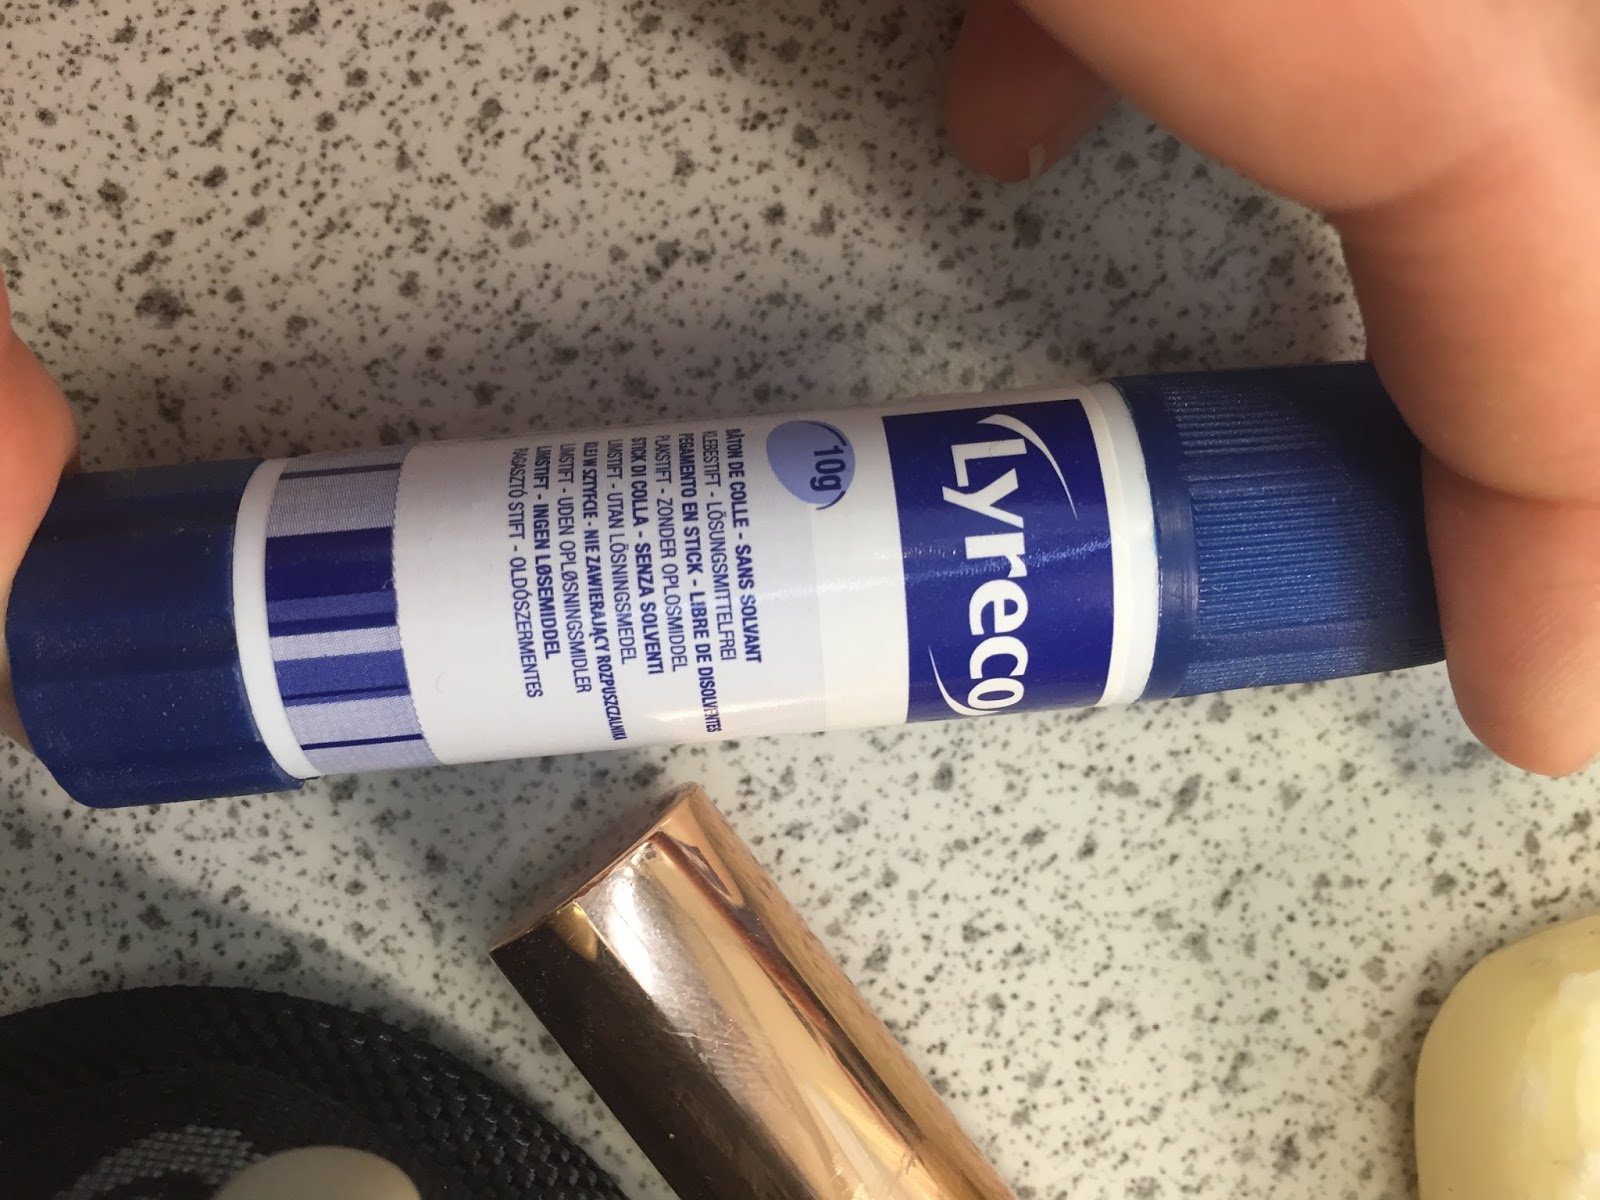 Lyreco
10g
BÂTON DE COLLE - SANS SOLVANT
KLEBESTIFT - LÖSUNGSMITTELFREI
PEGAMENTO EN STICK - LIBRE DE DISOLVENTES
PLAKSTIFT - ZONDER OPLOSMIDDEL
STICK DI COLLA - SENZA SOLVENTI
LIMSTIFT - UTAN LÖSNINGSMEDEL
KLEJ W SZTYFCIE - NIE ZAWIERAJĄCY ROZPUSZCZALNIKA
LIMSTIFT - UDEN OPLØSNINGSMIDLER
LIMSTIFT - INGEN LØSEMIDDEL
RAGASZTÓ STIFT - OLDÓSZERMENTES